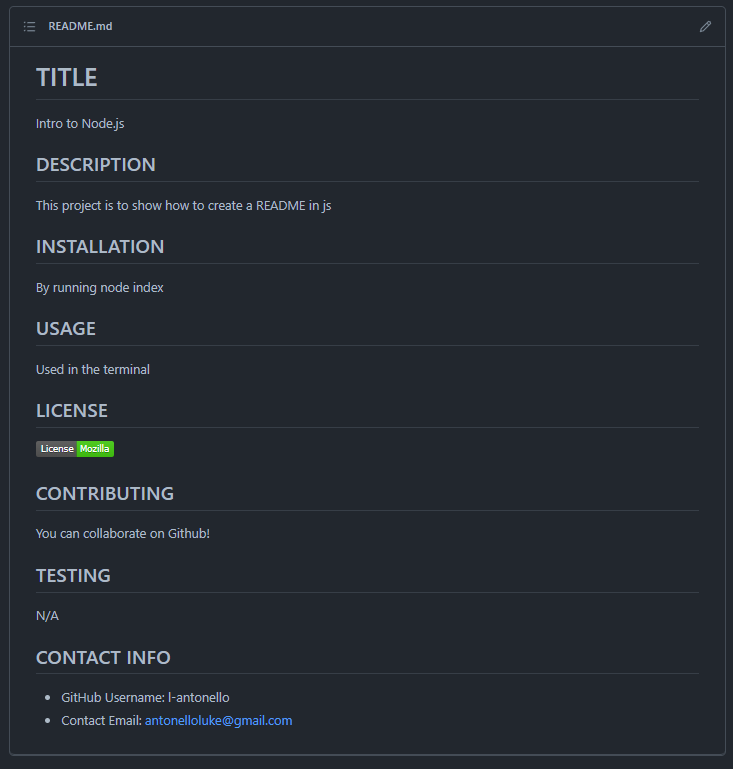 README.md
TITLE
Intro to Node.js
DESCRIPTION
This project is to show how to create a README in js
INSTALLATION
By running node index
USAGE
Used in the terminal
LICENSE
License Mozilla
CONTRIBUTING
You can collaborate on Github!
TESTING
N/A
CONTACT INFO
GitHub Username: l-antonello
Contact Email: antonelloluke@gmail.com